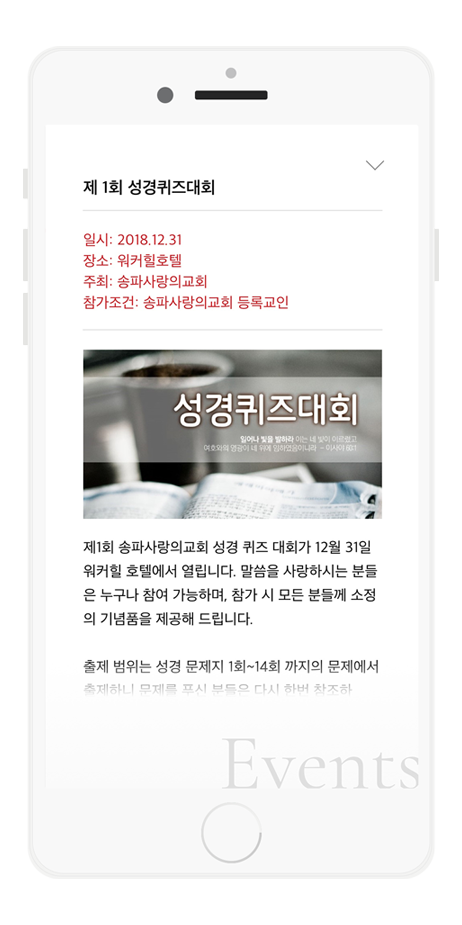 제 1회 성경퀴즈대회
일시: 2018.12.31
장소: 워커힐호텔
주최: 송파사랑의교회
참가조건: 송파사랑의교회 등록교인
성경퀴즈대회
일어나 빛을 발하라 이는 네 빛이 이르렀고
여호와의 영광이 네 위에 임하였음이니라 - 이사야 60:1
제1회 송파사랑의교회 성경 퀴즈 대회가 12월 31일
워커힐 호텔에서 열립니다. 말씀을 사랑하시는 분들
은 누구나 참여 가능하며, 참가 시 모든 분들께 소정
의 기념품을 제공해 드립니다.
출제 범위는 성경 문제지 1회~14회 까지의 문제에서
출제하니 문제를 푸신 분들은 다시 한번 참조하
Events